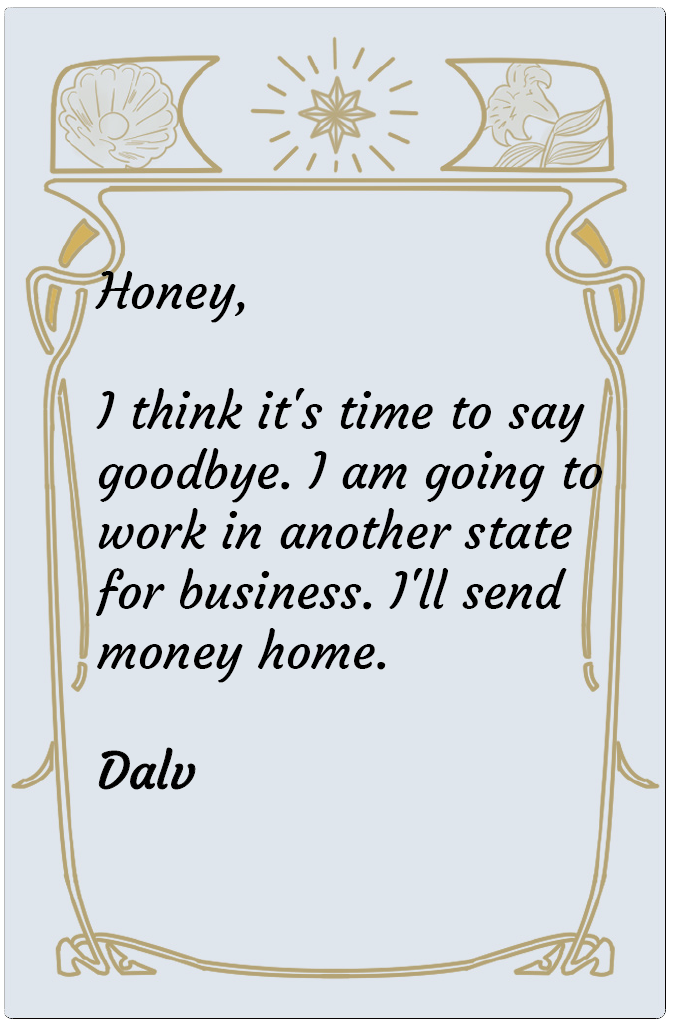 Honey,
I think it's time to say
goodbye. I am going to
work in another state
for business. I'll send
money home.
Dalv